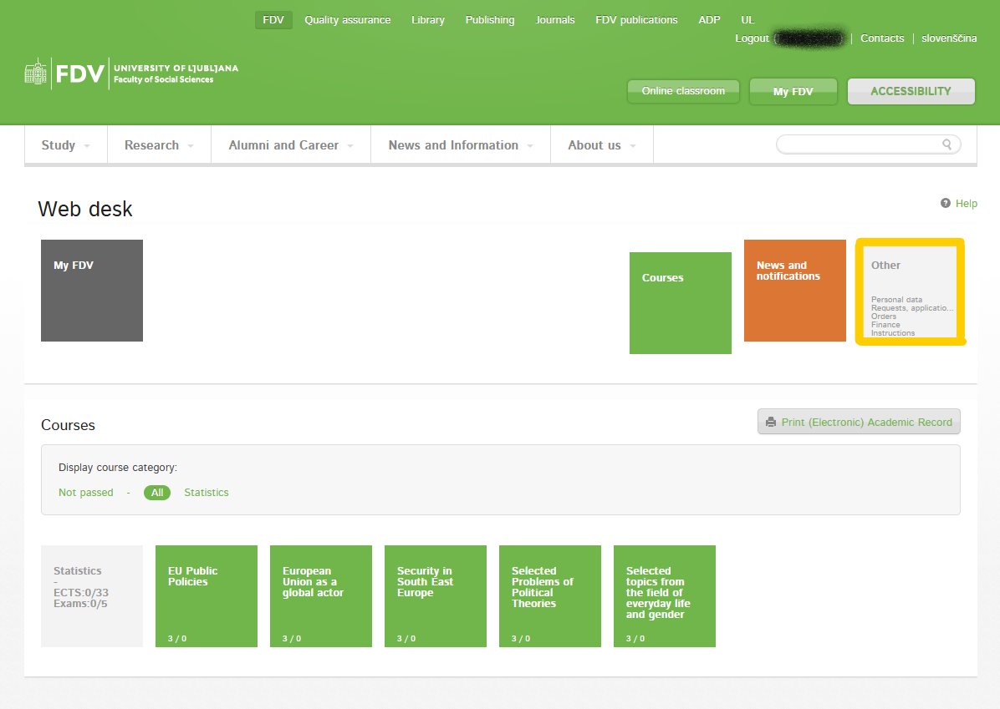 FDV Quality assurance Library Publishing Journals FDV publications ADP UL
Logout ( | Contacts | slovenščina
FDV UNIVERSITY OF LJUBLJANA
Faculty of Social Sciences
Online classroom My FDV ACCESSIBILITY
Study Research Alumni and Career News and Information About us
Web desk
? Help
My FDV
Courses
News and
notifications
Other
Personal data
Requests, applicatio...
Orders
Finance
Instructions
Courses
Print (Electronic) Academic Record
Display course category:
Not passed - All Statistics
Statistics
-
ECTS:0/33
Exams:0/5
EU Public
Policies
3 / 0
European
Union as a
global actor
3 / 0
Security in
South East
Europe
3 / 0
Selected
Problems of
Political
Theories
3 / 0
Selected
topics from
the field of
everyday life
and gender
3 / 0